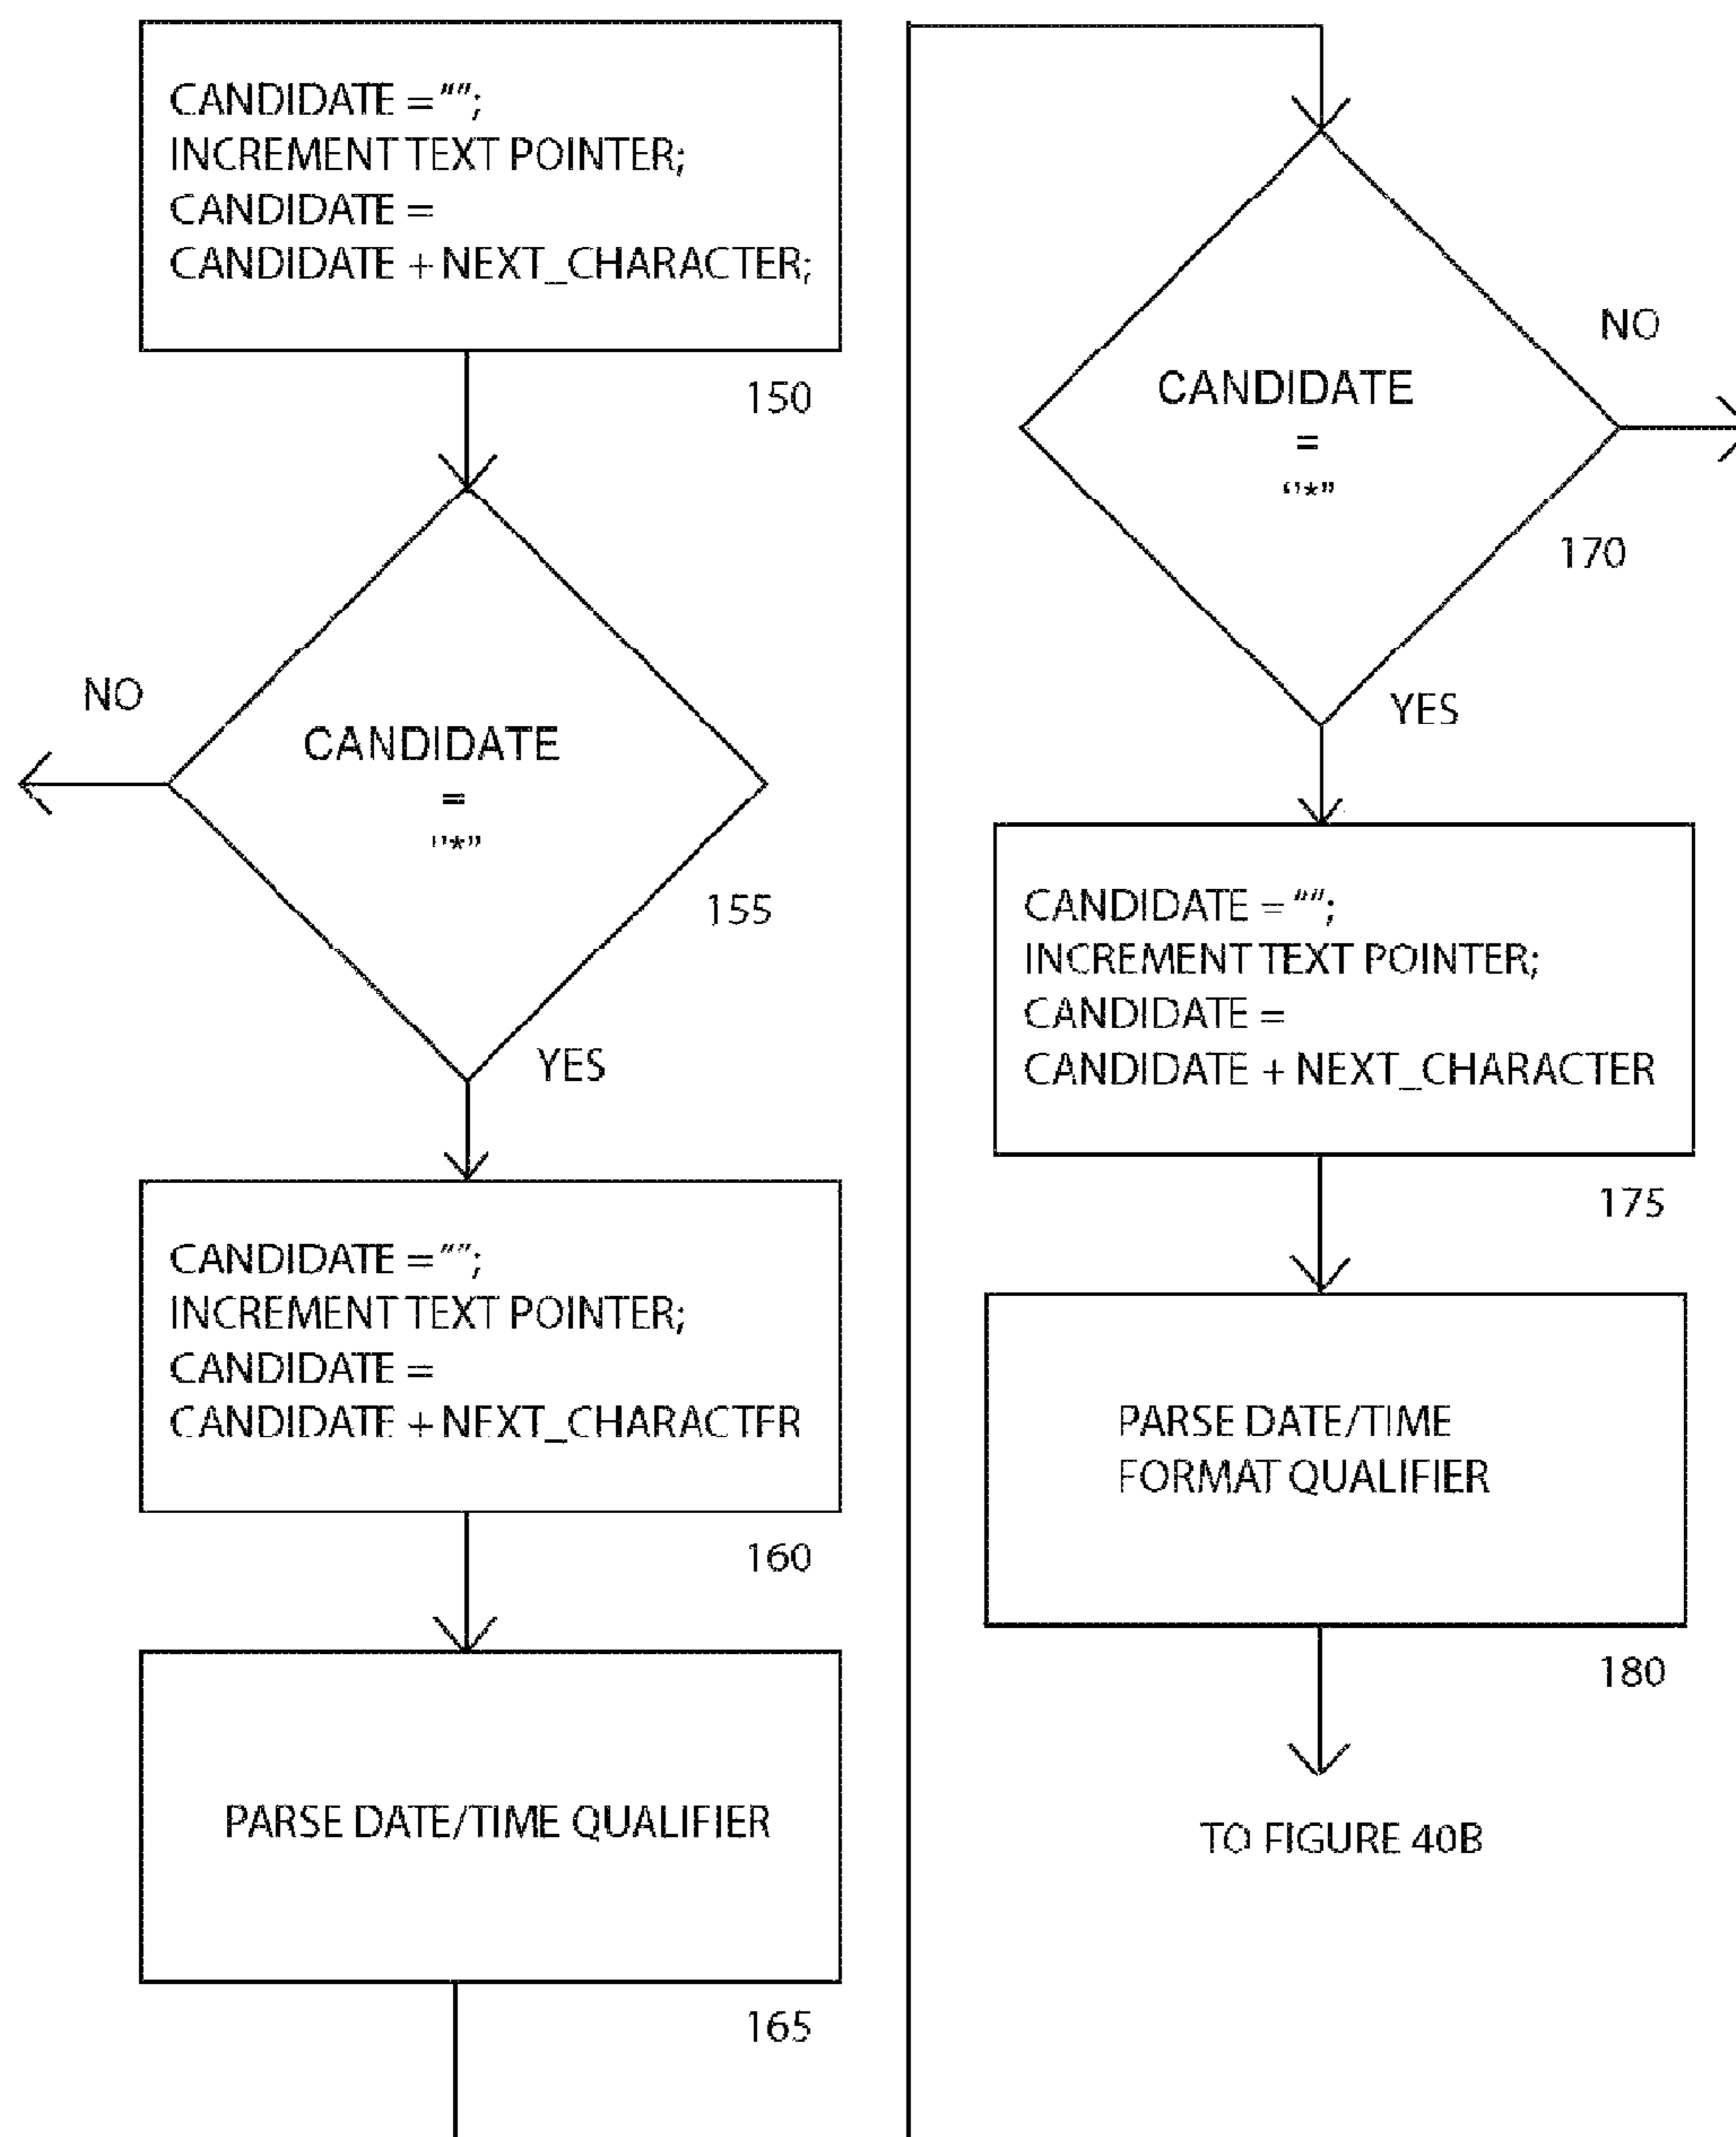 CANDIDATE = "";
INCREMENT TEXT POINTER;
CANDIDATE =
CANDIDATE + NEXT_CHARACTER;
150
NO
CANDIDATE
=
"*"
155
YES
CANDIDATE = "";
INCREMENT TEXT POINTER;
CANDIDATE =
CANDIDATE + NEXT_CHARACTER
160
PARSE DATE/TIME QUALIFIER
165
NO
CANDIDATE
=
"*"
170
YES
CANDIDATE = "";
INCREMENT TEXT POINTER;
CANDIDATE =
CANDIDATE + NEXT_CHARACTER
175
PARSE DATE/TIME
FORMAT QUALIFIER
180
TO FIGURE 40B